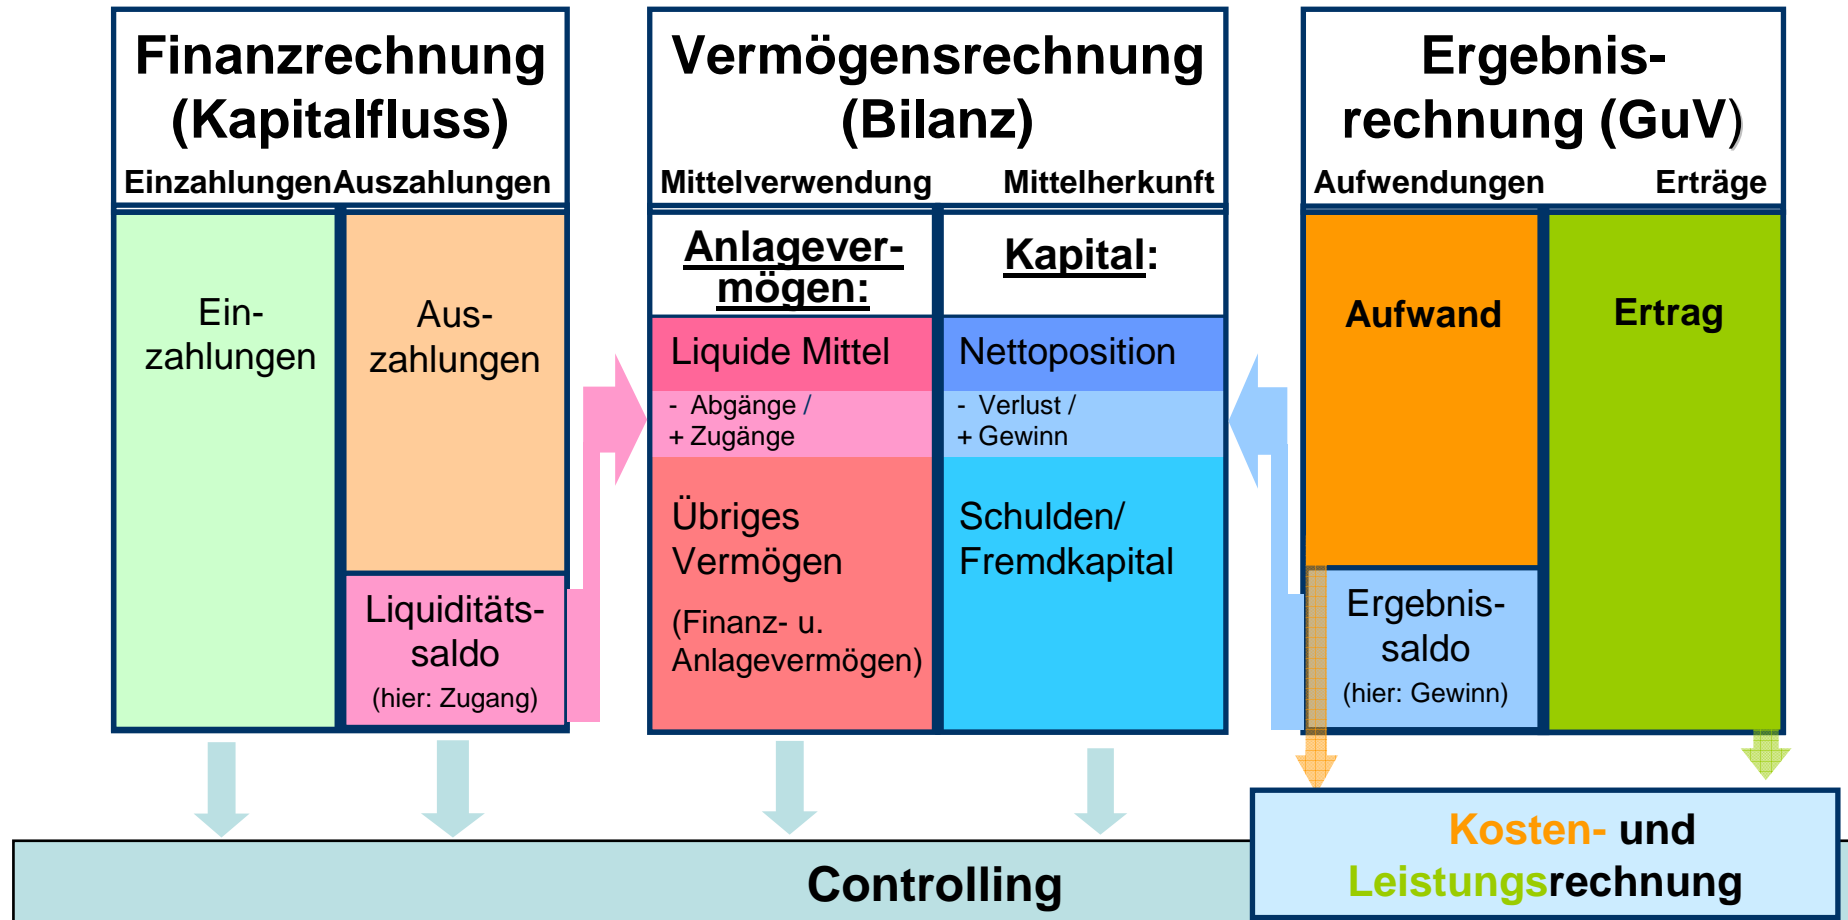 Finanzrechnung
(Kapitalfluss)
Einzahlungen Auszahlungen
Ein-
zahlungen
Aus-
zahlungen
Liquiditäts-
saldo
(hier: Zugang)
Vermögensrechnung
(Bilanz)
Mittelverwendung Mittelherkunft
Anlagever-
mögen:
Liquide Mittel
- Abgänge /
+ Zugänge
Übriges
Vermögen
(Finanz- u.
Anlagevermögen)
Kapital:
Nettoposition
- Verlust /
+ Gewinn
Schulden/
Fremdkapital
Ergebnis-
rechnung (GuV)
Aufwendungen Erträge
Aufwand
Ergebnis-
saldo
(hier: Gewinn)
Ertrag
Controlling
Kosten- und
Leistungsrechnung